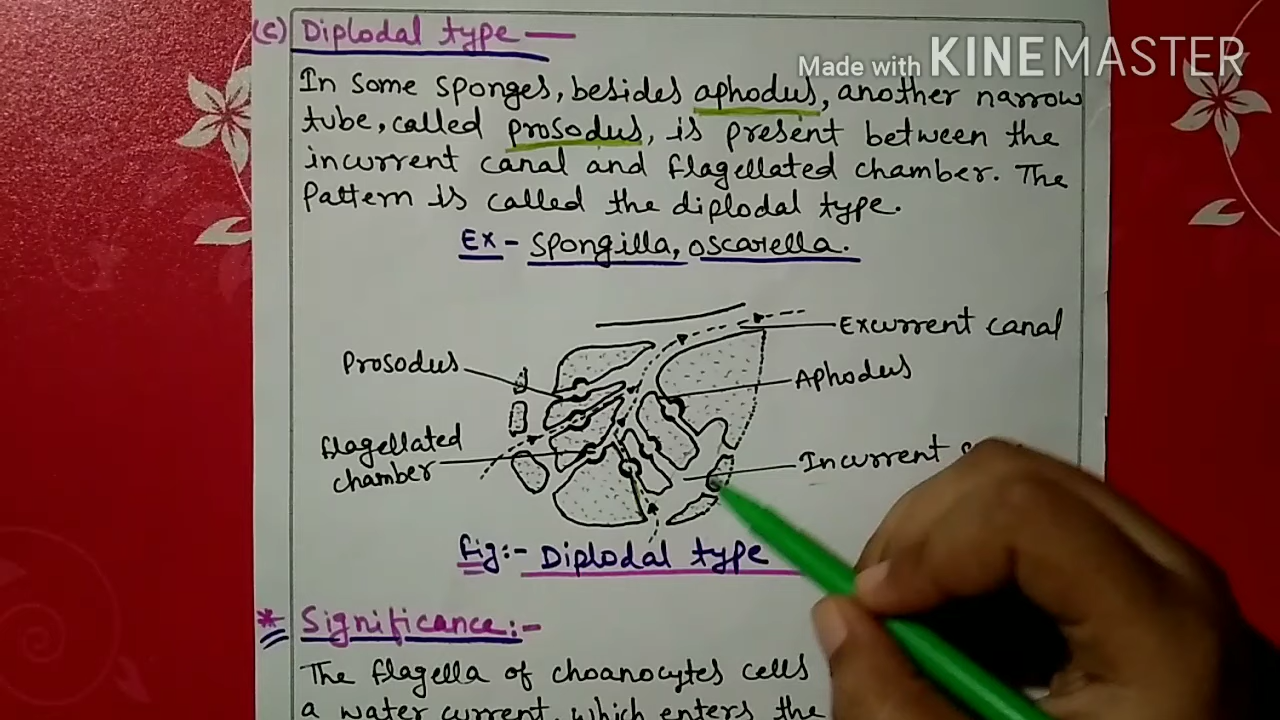 Made with KINEMASTER
(c) Diplodal type —
In some sponges, besides aphodus, another narrow
tube, called prosodus, is present between the
incurrent canal and flagellated chamber. The
pattern is called the diplodal type.
Ex - Spongilla, oscarella.
Excurrent canal
Prosodus
Aphodus
flagellated
chamber
Incurrent
fig:- Diplodal type
* Significance:-
The flagella of choanocytes cells
a water current, which enters the